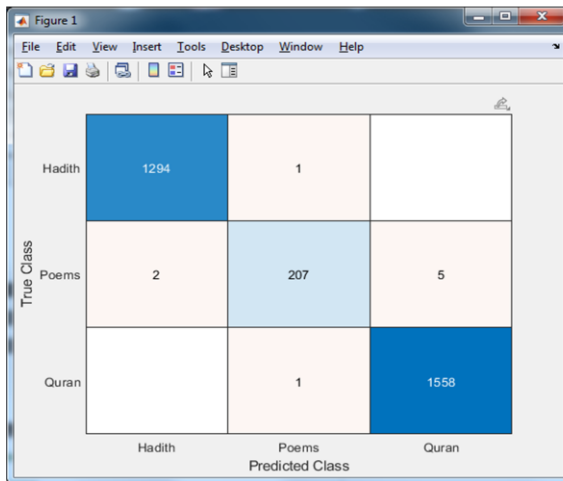 Figure 1
File Edit View Insert Tools Desktop Window Help
Hadith 1294 1
True Class
Poems 2 207 5
Quran 1 1558
Hadith Poems Quran
Predicted Class